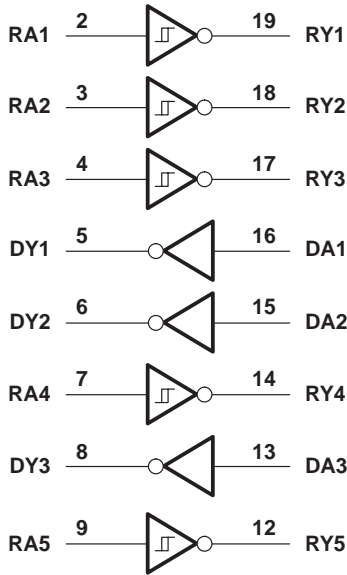 RA1 2 19 RY1
RA2 3 18 RY2
RA3 4 17 RY3
DY1 5 16 DA1
DY2 6 15 DA2
RA4 7 14 RY4
DY3 8 13 DA3
RA5 9 12 RY5